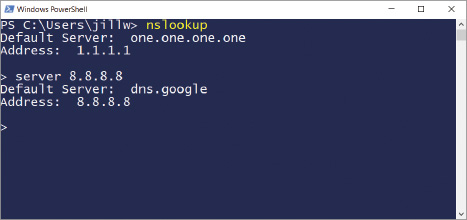 Windows PowerShell
PS C:\Users\jillw> nslookup
Default Server:  one.one.one.one
Address:  1.1.1.1
> server 8.8.8.8
Default Server:  dns.google
Address:  8.8.8.8
>